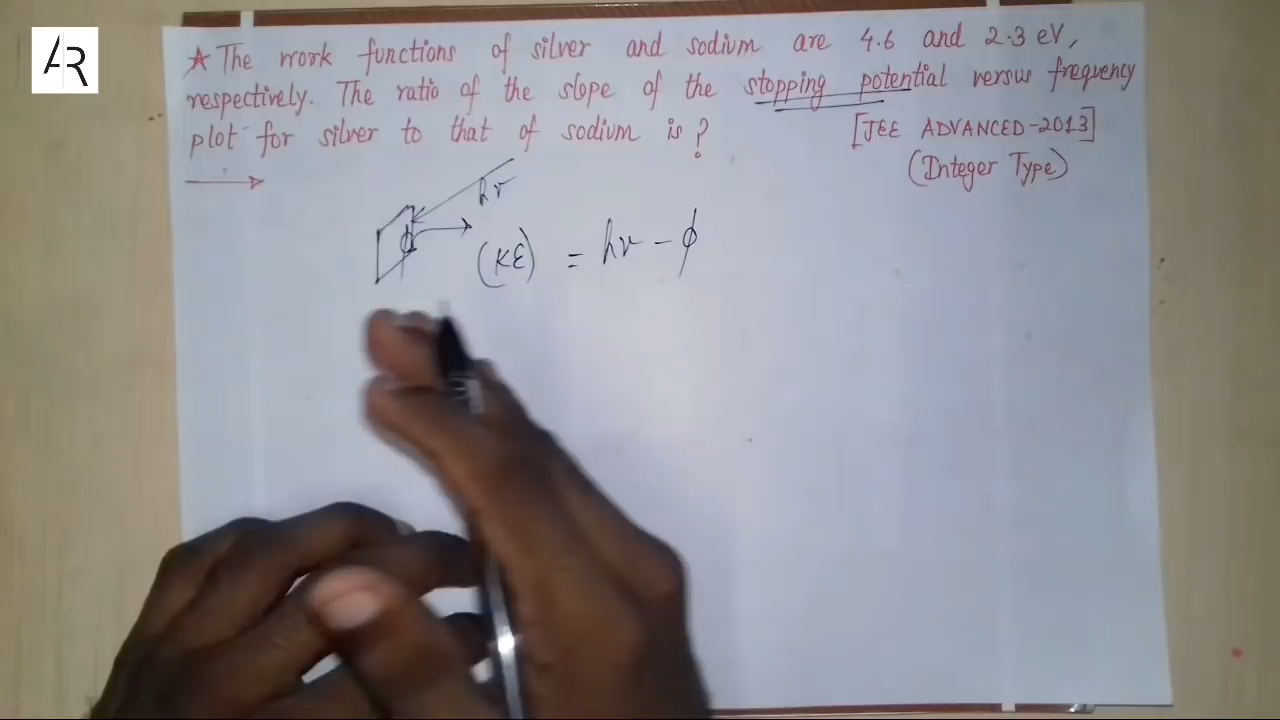 AR
★ The work functions of silver and sodium are 4.6 and 2.3 eV,
respectively. The ratio of the slope of the stopping potential versus frequency
plot for silver to that of sodium is ?
[JEE ADVANCED-2013]
(Integer Type)
hν
ϕ
(KE) = hν - ϕ